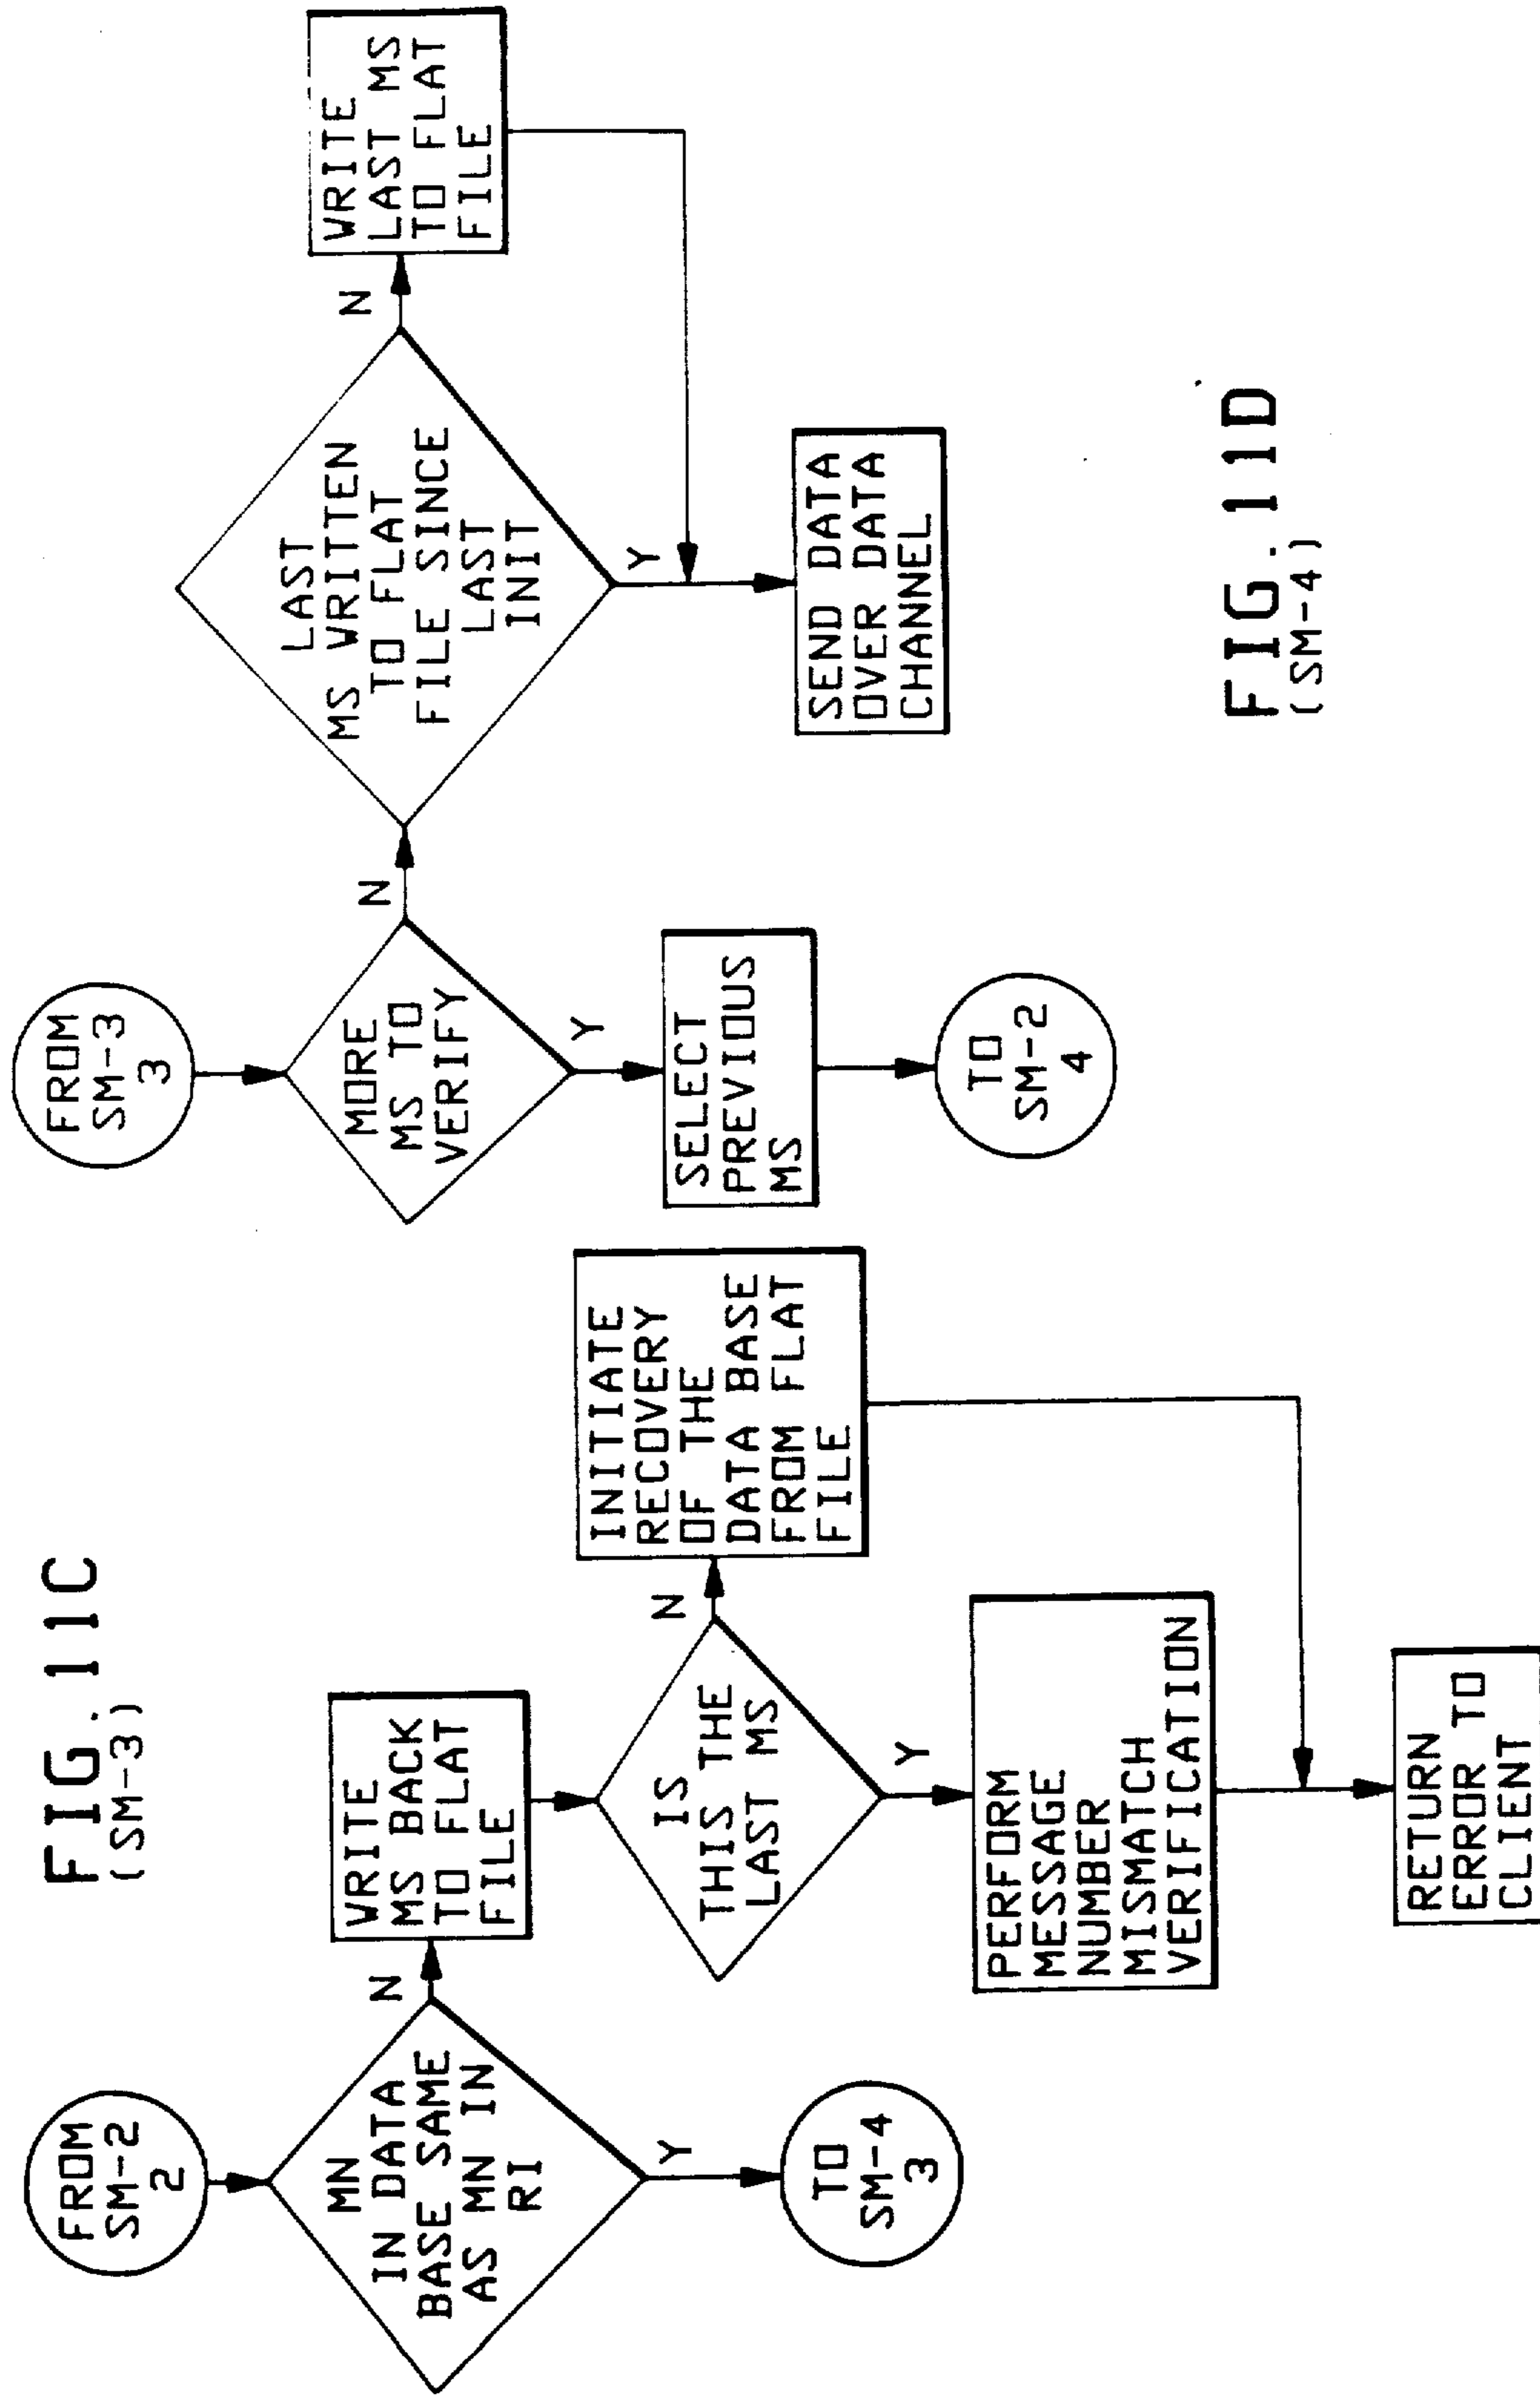 FIG. 11C
(SM-3)
FROM
SM-2
2
MN
IN DATA
BASE SAME
AS MN IN
RI
N
Y
TO
SM-4
3
WRITE
MS BACK
TO FLAT
FILE
IS
THIS THE
LAST MS
N
Y
INITIATE
RECOVERY
OF THE
DATA BASE
FROM FLAT
FILE
PERFORM
MESSAGE
NUMBER
MISMATCH
VERIFICATION
RETURN
ERROR TO
CLIENT
FROM
SM-3
3
MORE
MS TO
VERIFY
N
Y
SELECT
PREVIOUS
MS
TO
SM-2
4
LAST
MS WRITTEN
TO FLAT
FILE SINCE
LAST
INIT
N
Y
WRITE
LAST MS
TO FLAT
FILE
SEND DATA
OVER DATA
CHANNEL
FIG. 11D
(SM-4)